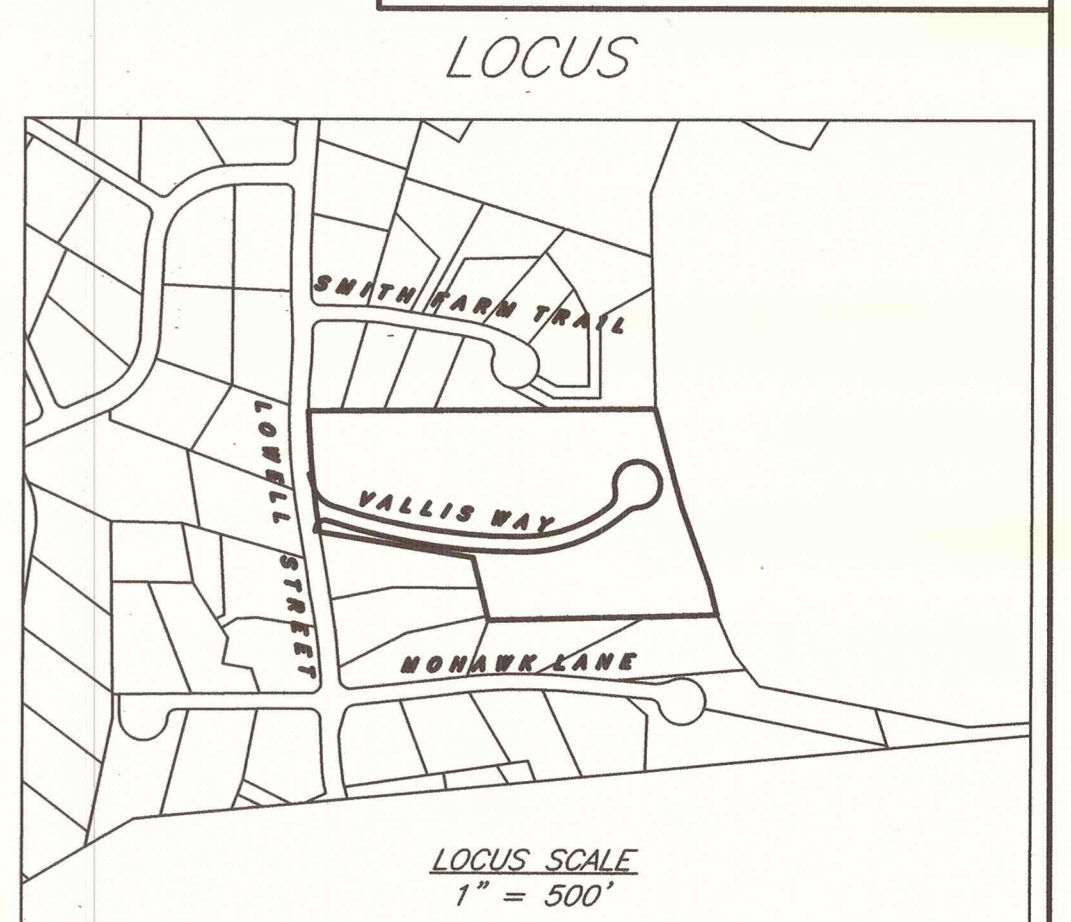 LOCUS
SMITH FARM TRAIL
LOWELL STREET
VALLIS WAY
MOHAWK LANE
LOCUS SCALE
1" = 500'